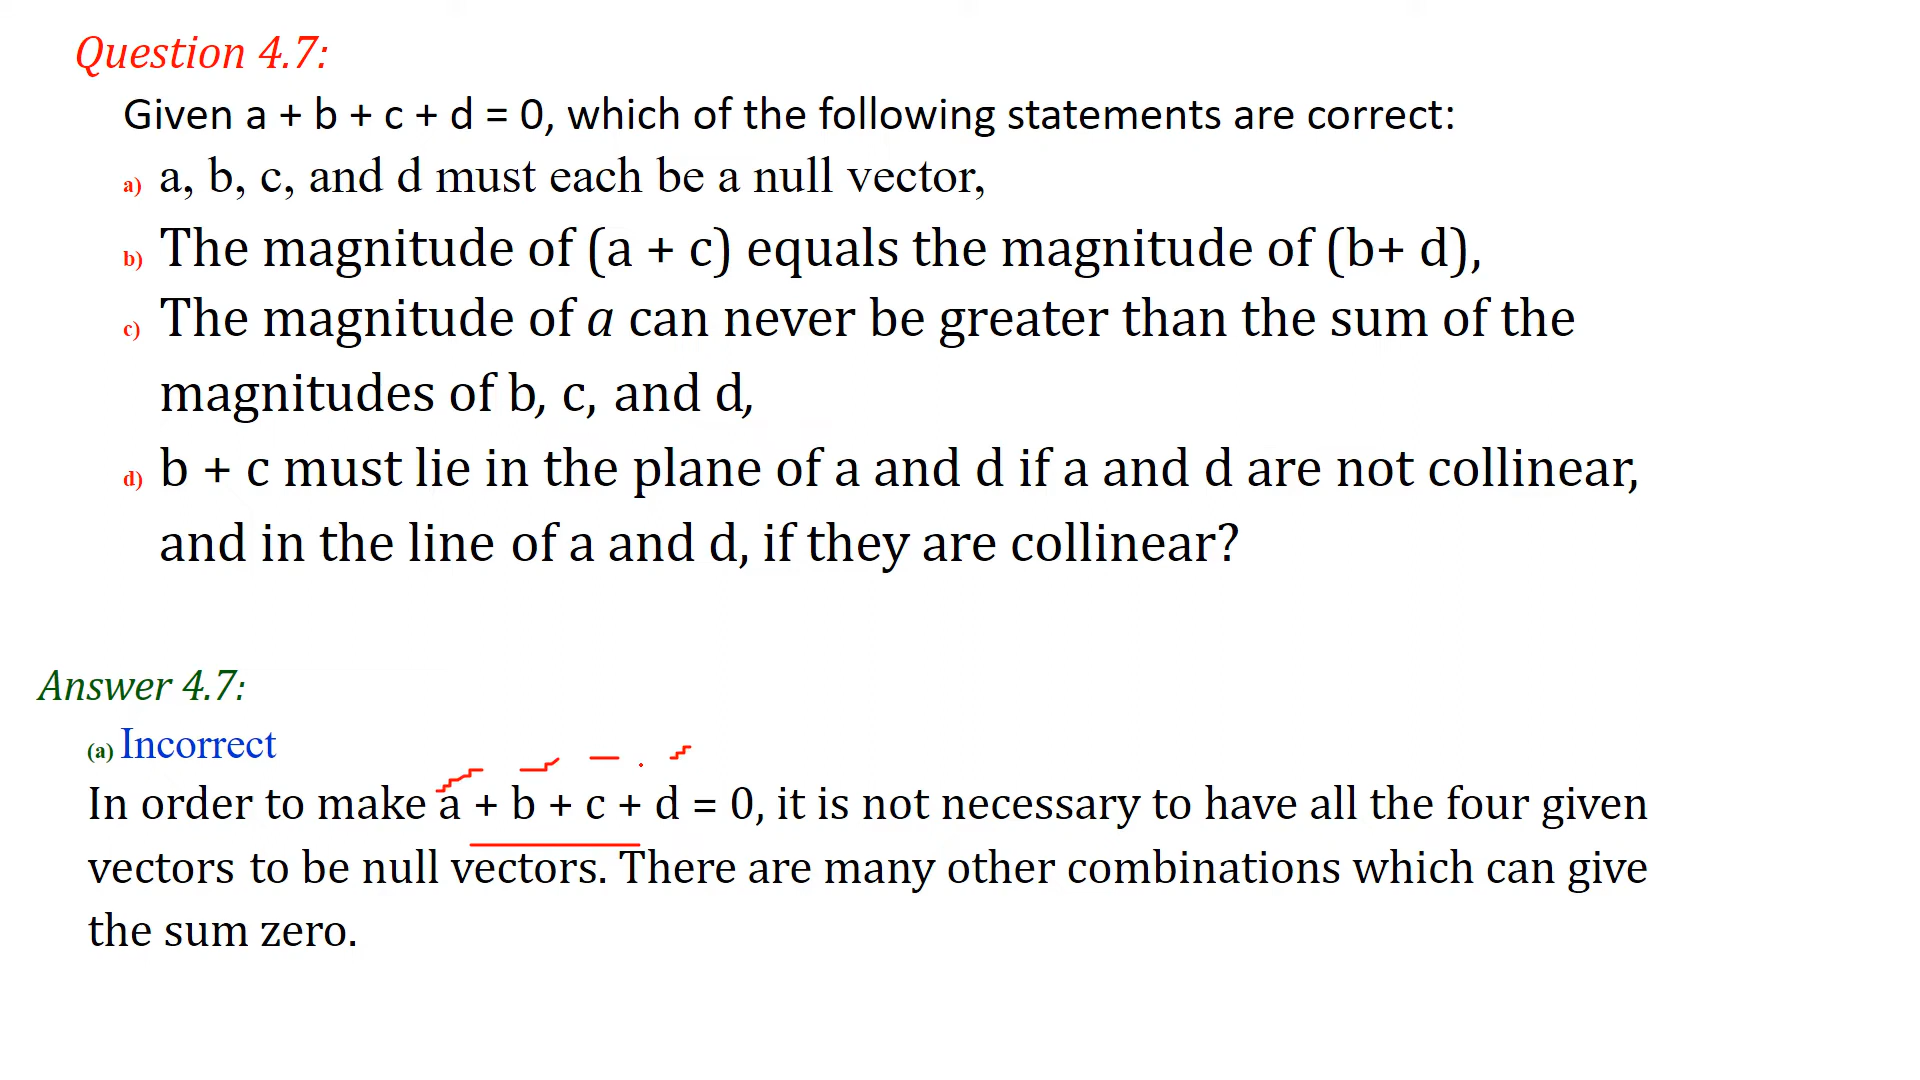 Question 4.7:
Given a + b + c + d = 0, which of the following statements are correct:
a) a, b, c, and d must each be a null vector,
b) The magnitude of (a + c) equals the magnitude of (b+ d),
c) The magnitude of a can never be greater than the sum of the
magnitudes of b, c, and d,
d) b + c must lie in the plane of a and d if a and d are not collinear,
and in the line of a and d, if they are collinear?
Answer 4.7:
(a) Incorrect
In order to make a + b + c + d = 0, it is not necessary to have all the four given
vectors to be null vectors. There are many other combinations which can give
the sum zero.